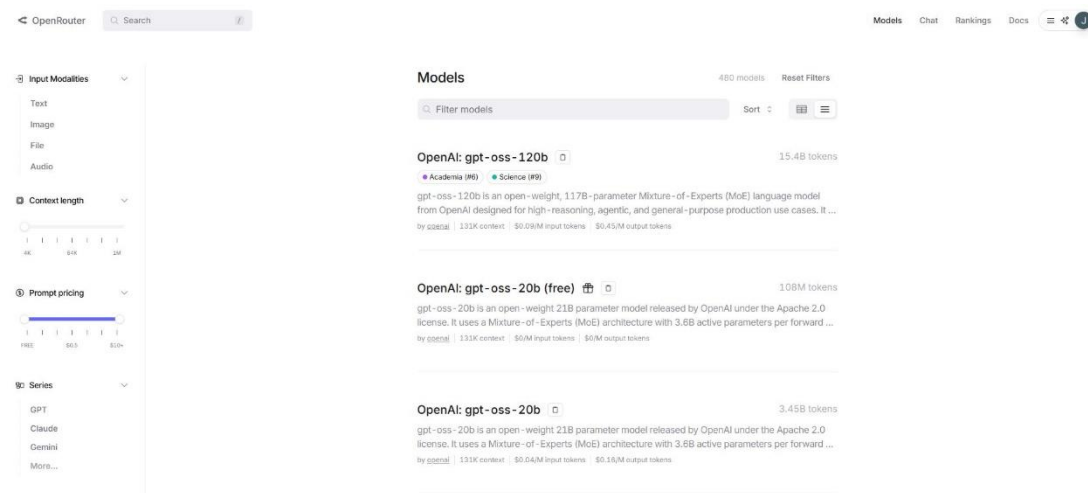 OpenRouter
Search
/
Models
Chat
Rankings
Docs
J
Input Modalities
Text
Image
File
Audio
Context length
4K 64K 1M
Prompt pricing
FREE $0.5 $10+
Series
GPT
Claude
Gemini
More...
Models
480 models
Reset Filters
Filter models
Sort
OpenAI: gpt-oss-120b
15.4B tokens
Academia (#6) Science (#9)
gpt-oss-120b is an open-weight, 117B-parameter Mixture-of-Experts (MoE) language model
from OpenAI designed for high-reasoning, agentic, and general-purpose production use cases. It ...
by openai 131K context $0.09/M input tokens $0.45/M output tokens
OpenAI: gpt-oss-20b (free)
108M tokens
gpt-oss-20b is an open-weight 21B parameter model released by OpenAI under the Apache 2.0
license. It uses a Mixture-of-Experts (MoE) architecture with 3.6B active parameters per forward ...
by openai 131K context $0/M input tokens $0/M output tokens
OpenAI: gpt-oss-20b
3.45B tokens
gpt-oss-20b is an open-weight 21B parameter model released by OpenAI under the Apache 2.0
license. It uses a Mixture-of-Experts (MoE) architecture with 3.6B active parameters per forward ...
by openai 131K context $0.04/M input tokens $0.16/M output tokens